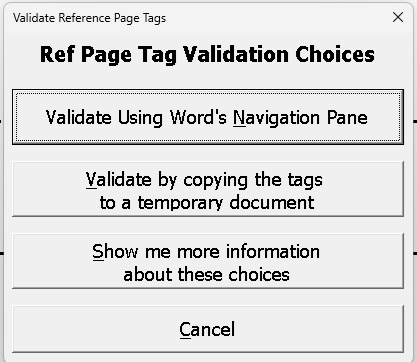 Validate Reference Page Tags
Ref Page Tag Validation Choices
Validate Using Word's Navigation Pane
Validate by copying the tags
to a temporary document
Show me more information
about these choices
Cancel